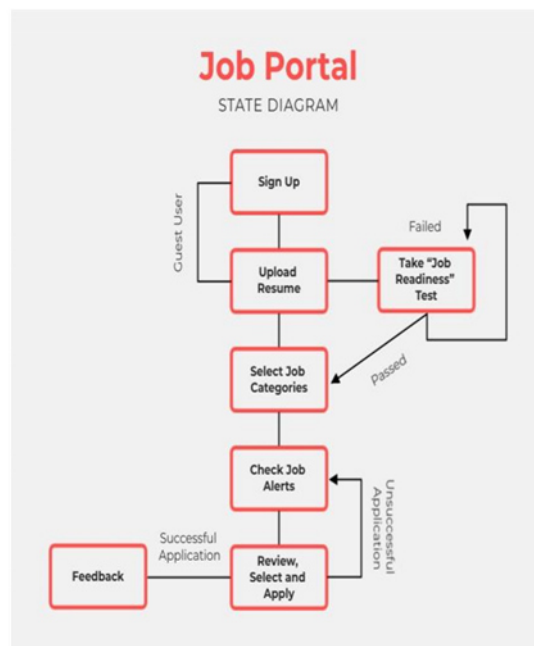 Job Portal
STATE DIAGRAM
Sign Up
Guest User
Upload
Resume
Failed
Take “Job
Readiness”
Test
Passed
Select Job
Categories
Check Job
Alerts
Unsuccessful
Application
Successful
Application
Feedback
Review,
Select and
Apply